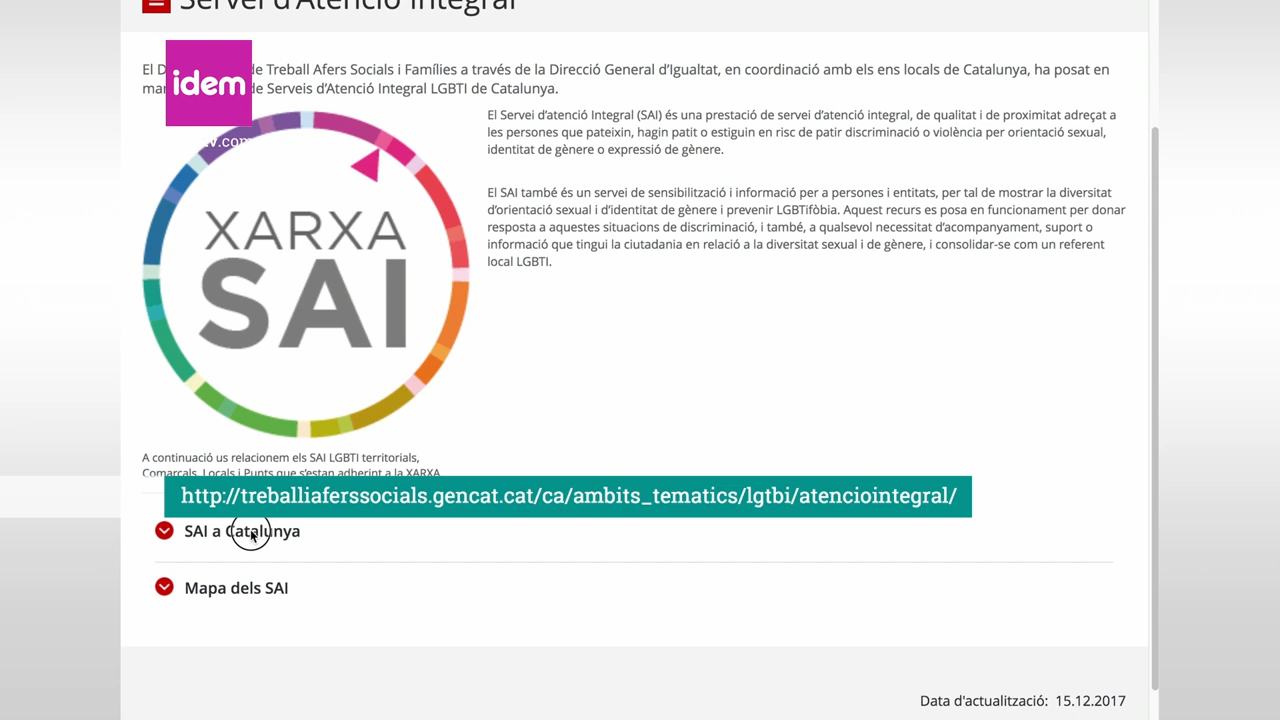 Servei d'Atenció Integral
El D de Treball Afers Socials i Famílies a través de la Direcció General d'Igualtat, en coordinació amb els ens locals de Catalunya, ha posat en
mar de Serveis d'Atenció Integral LGBTI de Catalunya.
idem
tv.com
XARXA
SAI
El Servei d'atenció Integral (SAI) és una prestació de servei d'atenció integral, de qualitat i de proximitat adreçat a
les persones que pateixin, hagin patit o estiguin en risc de patir discriminació o violència per orientació sexual,
identitat de gènere o expressió de gènere.
El SAI també és un servei de sensibilització i informació per a persones i entitats, per tal de mostrar la diversitat
d'orientació sexual i d'identitat de gènere i prevenir LGBTIfòbia. Aquest recurs es posa en funcionament per donar
resposta a aquestes situacions de discriminació, i també, a qualsevol necessitat d'acompanyament, suport o
informació que tingui la ciutadania en relació a la diversitat sexual i de gènere, i consolidar-se com un referent
local LGBTI.
A continuació us relacionem els SAI LGBTI territorials,
Comarcals, Locals i Punts que s'estan adherint a la XARXA
http://treballiaferssocials.gencat.cat/ca/ambits_tematics/lgtbi/atenciointegral/
SAI a Catalunya
Mapa dels SAI
Data d'actualització: 15.12.2017